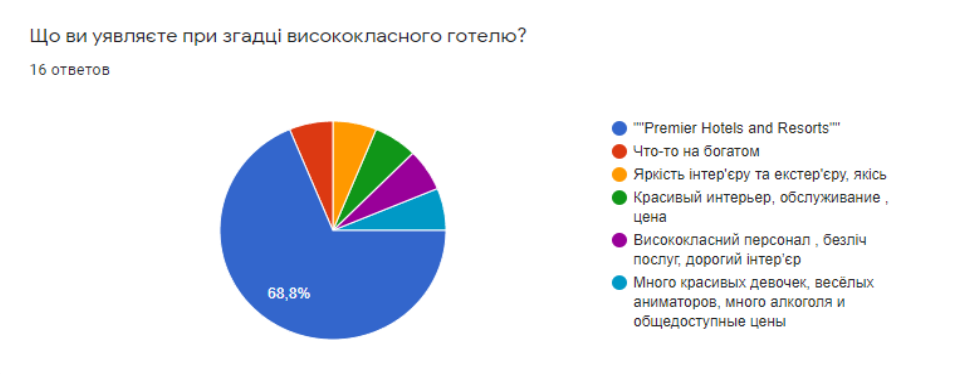 Що ви уявляєте при згадці висококласного готелю?
16 ответов
68,8%
""Premier Hotels and Resorts""
Что-то на богатом
Яркість інтер'єру та екстер'єру, якісь
Красивый интерьер, обслуживание ,
цена
Висококласний персонал , безліч
послуг, дорогий інтер'єр
Много красивых девочек, весёлых
аниматоров, много алкоголя и
общедоступные цены